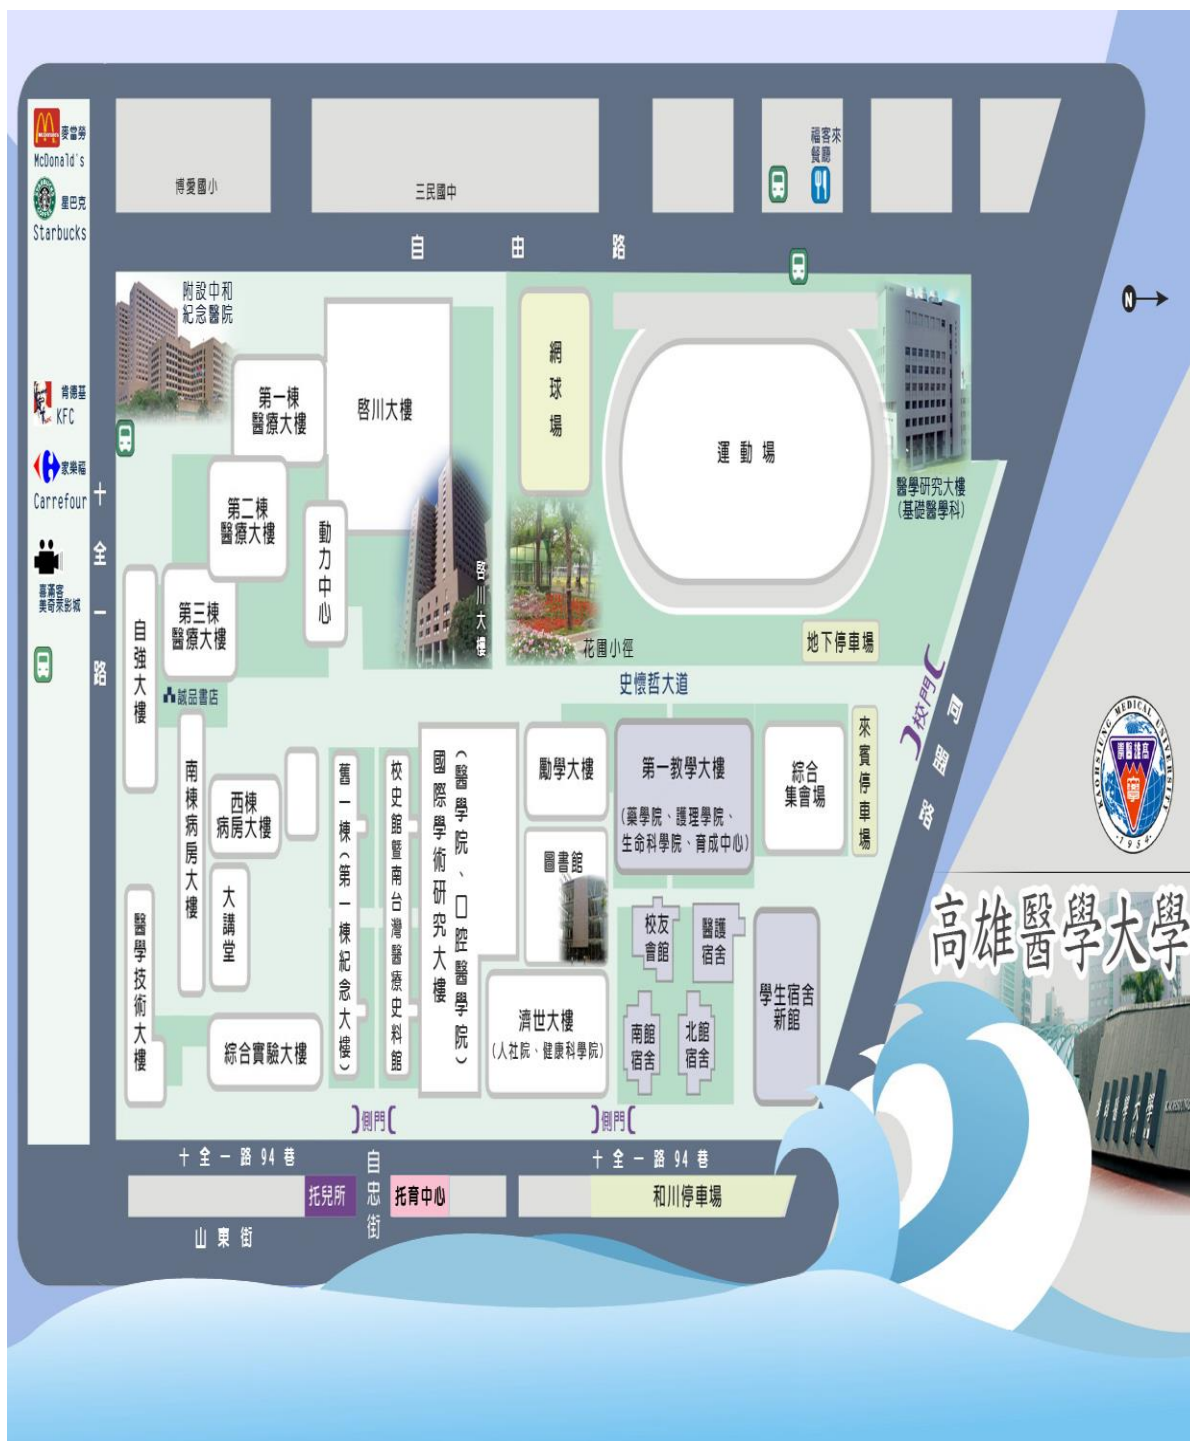 麥當勞
McDonald's
星巴克
Starbucks
肯德基
KFC
家樂福
Carrefour
喜滿客
美奇萊影城
博愛國小
三民國中
福客來
餐廳
自由路
十全一路
N
附設中和
紀念醫院
第一棟
醫療大樓
啓川大樓
第二棟
醫療大樓
動力中心
第三棟
醫療大樓
啓川大樓
誠品書店
自強大樓
網球場
運動場
醫學研究大樓
(基礎醫學科)
花園小徑
地下停車場
史懷哲大道
校門
同盟路
南棟病房大樓
西棟
病房大樓
大講堂
醫學技術大樓
綜合實驗大樓
舊一棟(第一棟紀念大樓)
校史館暨南台灣醫療史料館
國際學術研究大樓
(醫學院、口腔醫學院)
勵學大樓
圖書館
濟世大樓
(人社院、健康科學院)
第一教學大樓
(藥學院、護理學院、
生命科學院、育成中心)
綜合
集會場
來賓停車場
校友
會館
醫護
宿舍
南館
宿舍
北館
宿舍
學生宿舍
新館
側門
側門
十全一路94巷
十全一路94巷
自忠街
托兒所
托育中心
和川停車場
山東街
KAOHSIUNG MEDICAL UNIVERSITY
1954
高雄醫學大學